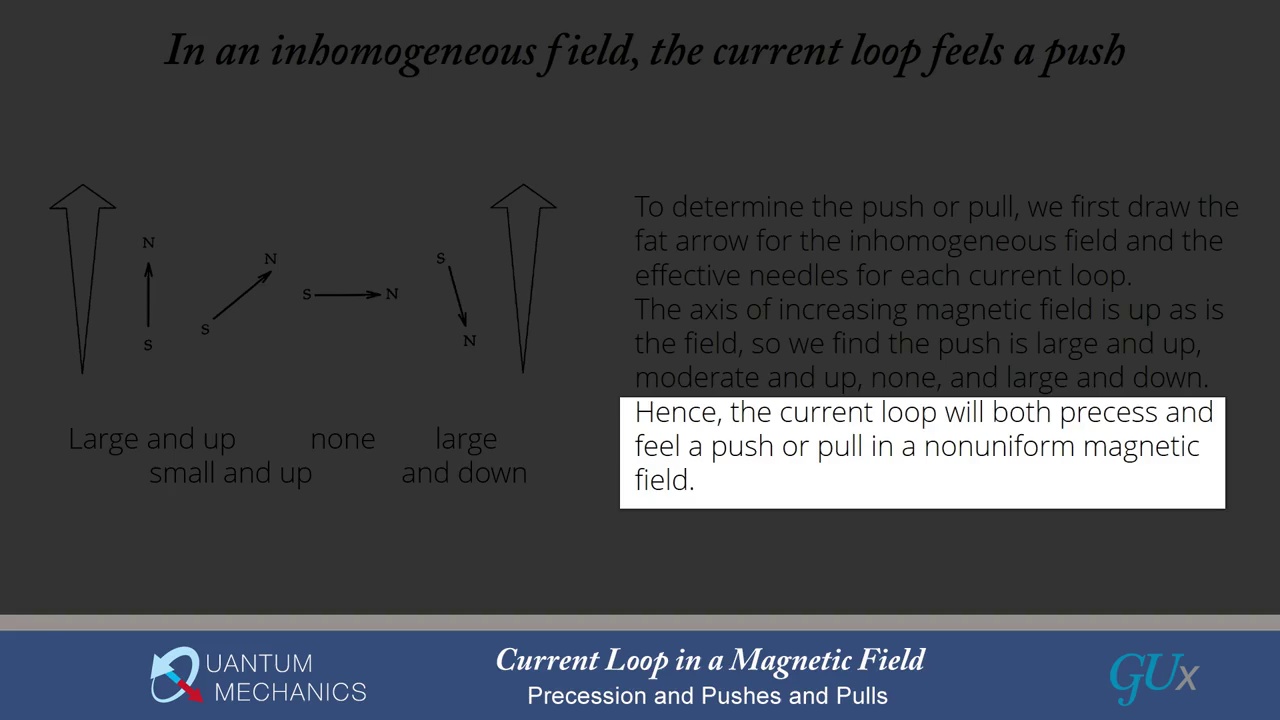 In an inhomogeneous field, the current loop feels a push
N
S
N
S
S
N
S
N
Large and up
none
large
small and up
and down
To determine the push or pull, we first draw the
fat arrow for the inhomogeneous field and the
effective needles for each current loop.
The axis of increasing magnetic field is up as is
the field, so we find the push is large and up,
moderate and up, none, and large and down.
Hence, the current loop will both precess and
feel a push or pull in a nonuniform magnetic
field.
QUANTUM
MECHANICS
Current Loop in a Magnetic Field
Precession and Pushes and Pulls
GUx